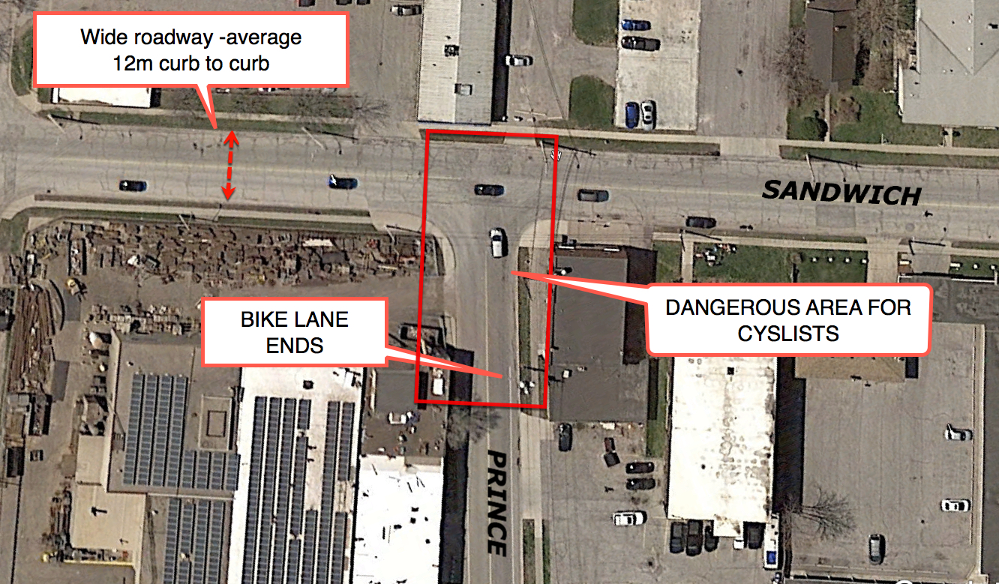 Wide roadway -average
12m curb to curb
SANDWICH
BIKE LANE
ENDS
DANGEROUS AREA FOR
CYSLISTS
PRINCE